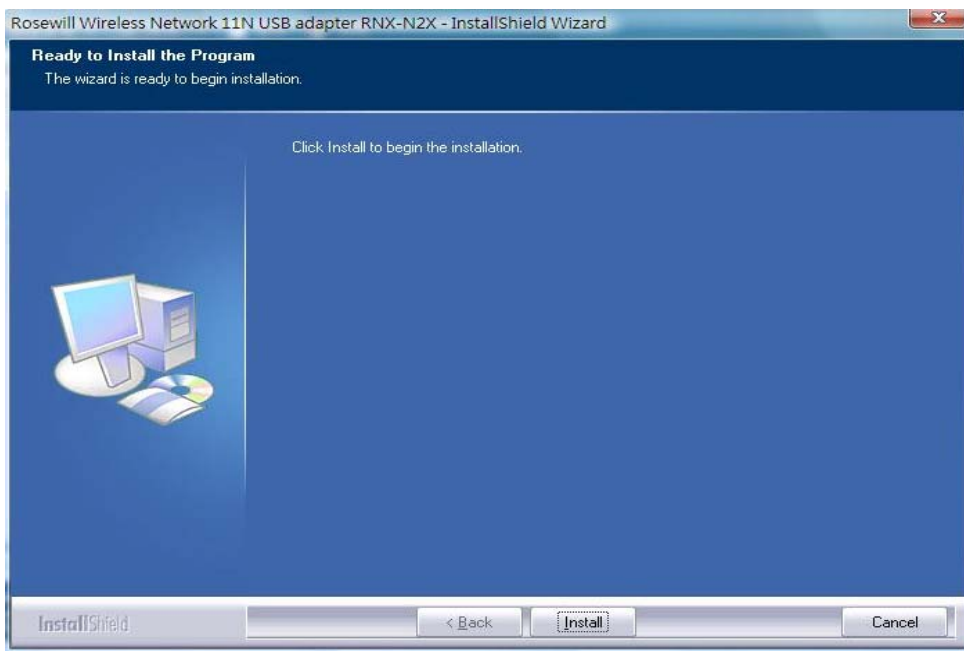 Rosewill Wireless Network 11N USB adapter RNX-N2X - InstallShield Wizard
Ready to Install the Program
The wizard is ready to begin installation.
Click Install to begin the installation.
InstallShield
< Back
Install
Cancel